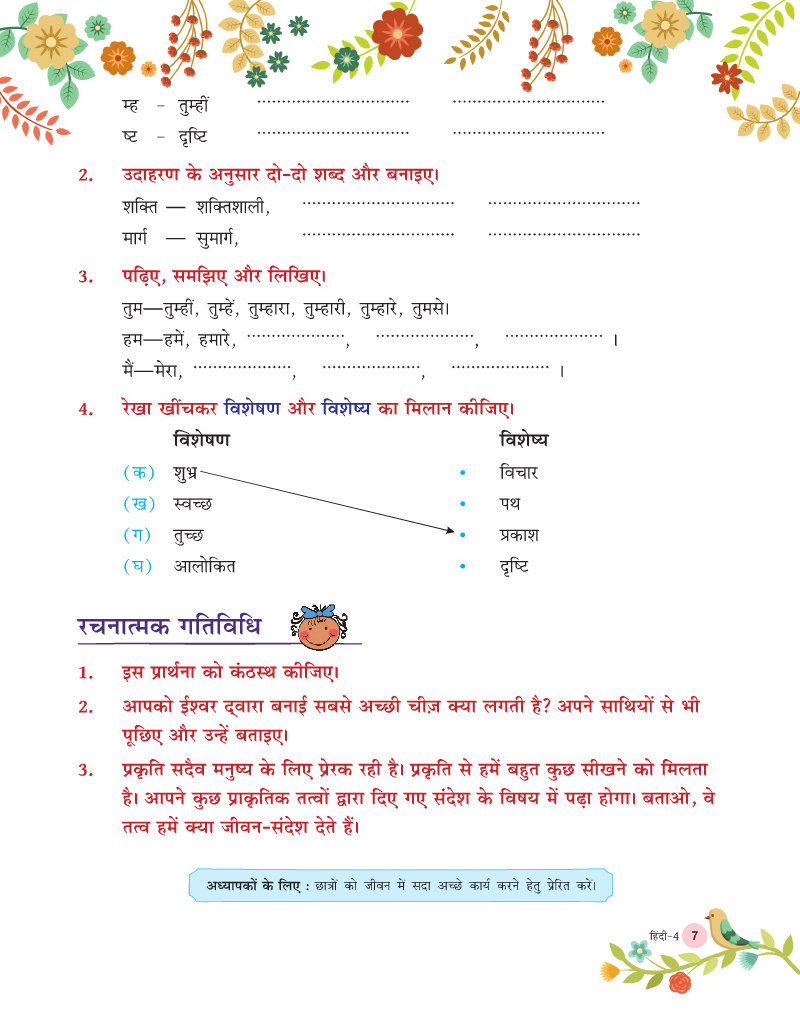 म्ह - तुम्हीं ................................ ................................
ष्ट - दृष्टि ................................ ................................
2. उदाहरण के अनुसार दो-दो शब्द और बनाइए।
शक्ति — शक्तिशाली, ................................ ................................
मार्ग — सुमार्ग, ................................ ................................
3. पढ़िए, समझिए और लिखिए।
तुम—तुम्हीं, तुम्हें, तुम्हारा, तुम्हारी, तुम्हारे, तुमसे।
हम—हमें, हमारे, ...................., ...................., .................... ।
मैं—मेरा, ...................., ...................., .................... ।
4. रेखा खींचकर विशेषण और विशेष्य का मिलान कीजिए।
विशेषण विशेष्य
(क) शुभ्र • विचार
(ख) स्वच्छ • पथ
(ग) तुच्छ • प्रकाश
(घ) आलोकित • दृष्टि
रचनात्मक गतिविधि
1. इस प्रार्थना को कंठस्थ कीजिए।
2. आपको ईश्वर द्वारा बनाई सबसे अच्छी चीज़ क्या लगती है? अपने साथियों से भी
पूछिए और उन्हें बताइए।
3. प्रकृति सदैव मनुष्य के लिए प्रेरक रही है। प्रकृति से हमें बहुत कुछ सीखने को मिलता
है। आपने कुछ प्राकृतिक तत्वों द्वारा दिए गए संदेश के विषय में पढ़ा होगा। बताओ, वे
तत्व हमें क्या जीवन-संदेश देते हैं।
अध्यापकों के लिए : छात्रों को जीवन में सदा अच्छे कार्य करने हेतु प्रेरित करें।
हिंदी-4 7